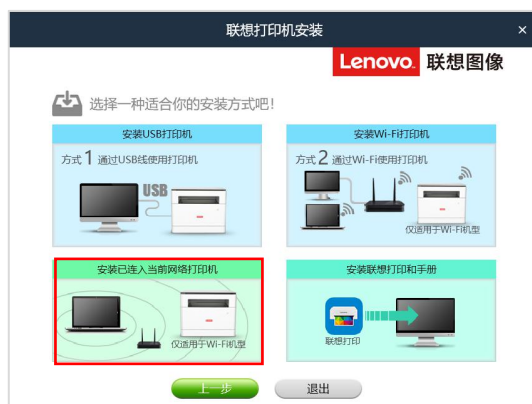 联想打印机安装
×
Lenovo. 联想图像
选择一种适合你的安装方式吧！
安装USB打印机
方式 1 通过USB线使用打印机
USB
安装Wi-Fi打印机
方式 2 通过Wi-Fi使用打印机
仅适用于Wi-Fi机型
安装已连入当前网络打印机
仅适用于Wi-Fi机型
安装联想打印和手册
联想打印
上一步
退出